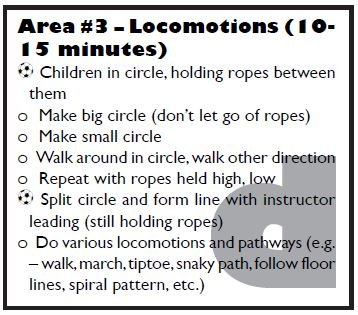 Area #3 – Locomotions (10-
15 minutes)
Children in circle, holding ropes between
them
o Make big circle (don't let go of ropes)
o Make small circle
o Walk around in circle, walk other direction
o Repeat with ropes held high, low
Split circle and form line with instructor
leading (still holding ropes)
o Do various locomotions and pathways (e.g.
– walk, march, tiptoe, snaky path, follow floor
lines, spiral pattern, etc.)
d